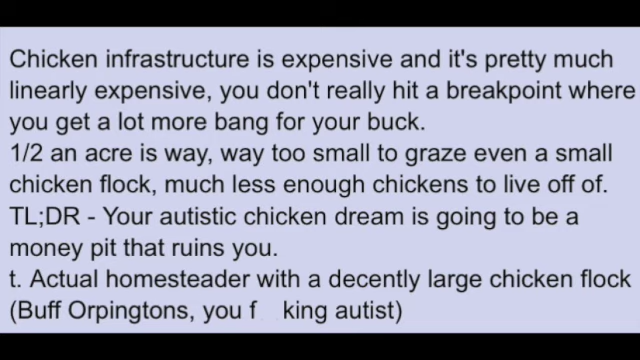 Chicken infrastructure is expensive and it's pretty much
linearly expensive, you don't really hit a breakpoint where
you get a lot more bang for your buck.
1/2 an acre is way, way too small to graze even a small
chicken flock, much less enough chickens to live off of.
TL;DR - Your autistic chicken dream is going to be a
money pit that ruins you.
t. Actual homesteader with a decently large chicken flock
(Buff Orpingtons, you f king autist)